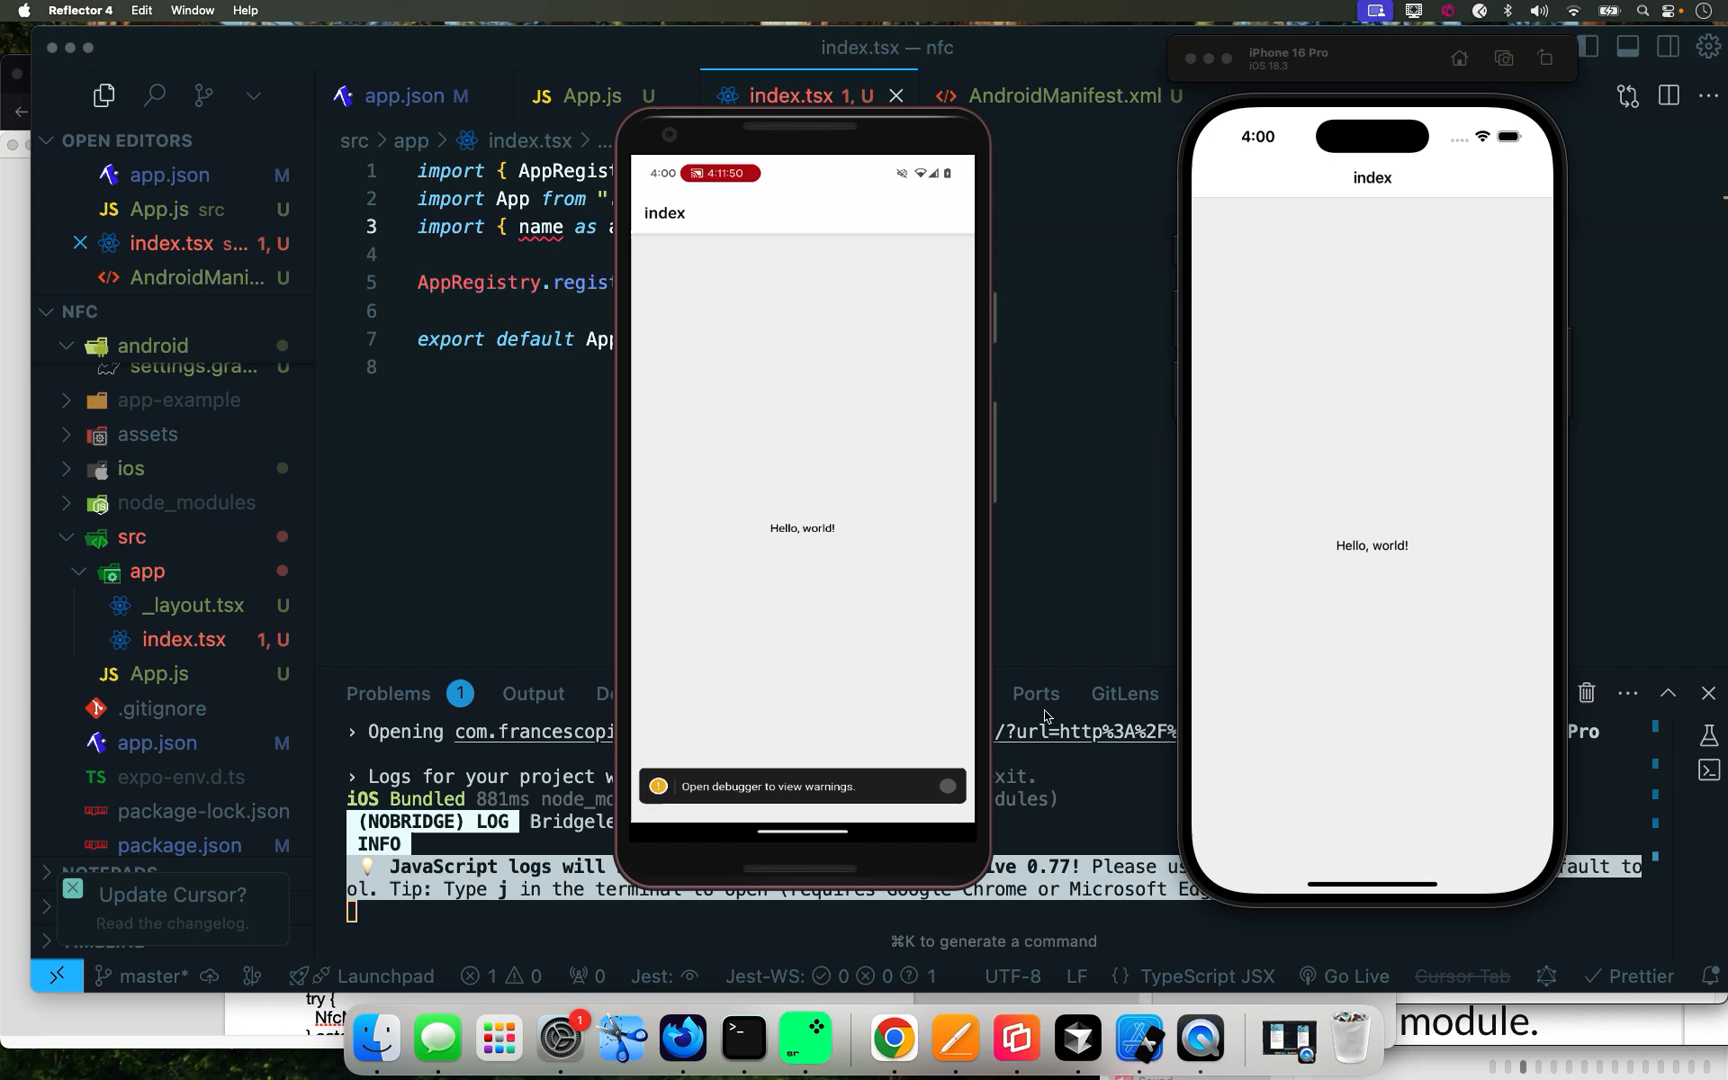 Reflector 4 Edit Window Help
index.tsx — nfc
iPhone 16 Pro
iOS 18.3
app.json M
JS App.js U
index.tsx 1, U
AndroidManifest.xml U
OPEN EDITORS
app.json M
JS App.js src U
index.tsx s... 1, U
AndroidMani... U
NFC
android
settings.gra... U
app-example
assets
ios
node_modules
src
app
_layout.tsx U
index.tsx 1, U
JS App.js U
.gitignore
app.json M
TS expo-env.d.ts
package-lock.json
package.json M
Update Cursor?
Read the changelog.
src > app > index.tsx > ...
1 import { AppRegist
2 import App from "
3 import { name as
4
5 AppRegistry.regist
6
7 export default App
8
4:00 4:11:50
index
Hello, world!
Open debugger to view warnings.
4:00
index
Hello, world!
Problems 1 Output Ports GitLens
› Opening com.francescopi /?url=http%3A%2F% Pro
› Logs for your project w xit.
iOS Bundled 881ms node_mo dules)
(NOBRIDGE) LOG Bridgele
INFO
JavaScript logs will ive 0.77! Please us fault to
ol. Tip: Type j in the terminal to open (requires Google Chrome or Microsoft Ed
⌘K to generate a command
master* Launchpad 1 0 0 Jest: Jest-WS: 0 0 1 UTF-8 LF {} TypeScript JSX Go Live Cursor Tab Prettier
try {
module.
1
sr